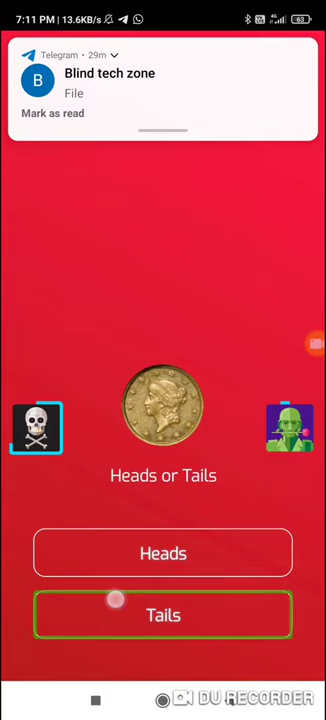 7:11 PM | 13.6KB/s
63
Telegram • 29m
B
Blind tech zone
File
Mark as read
Heads or Tails
Heads
Tails
DU RECORDER